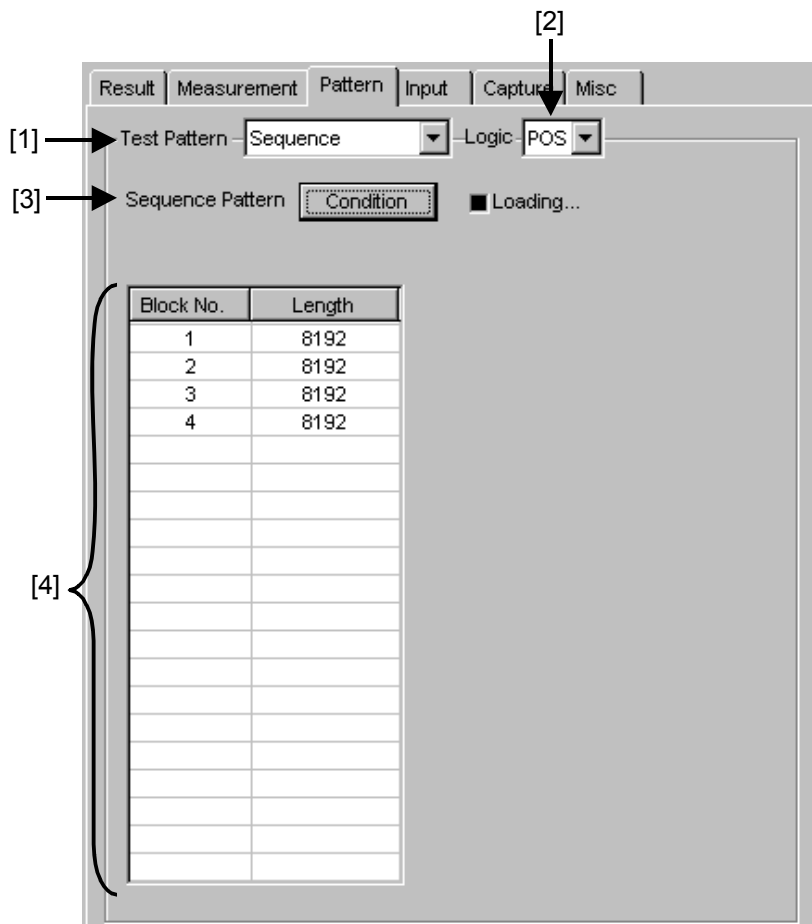 [2]
Result Measurement Pattern Input Capture Misc
[1] Test Pattern Sequence Logic POS
[3] Sequence Pattern Condition Loading...
Block No. Length
1 8192
2 8192
3 8192
4 8192
[4]